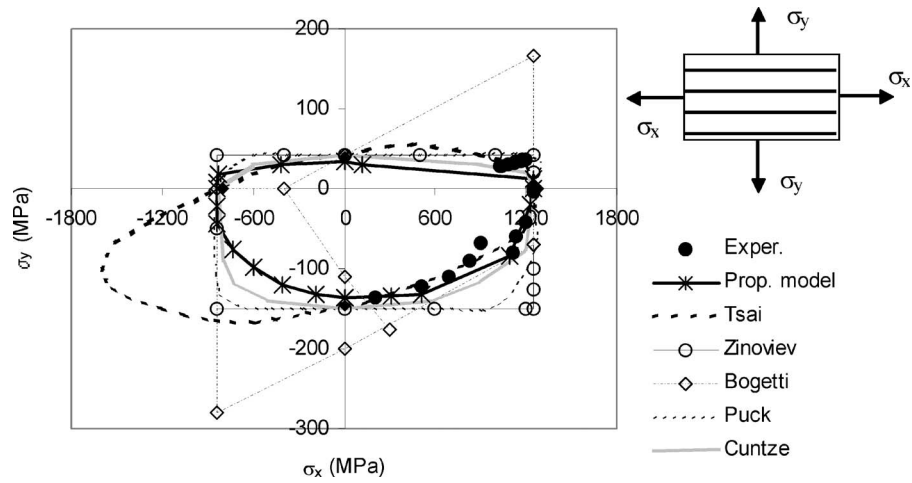 200
100
0
-100
-200
-300
-1800
-1200
-600
0
600
1200
1800
σy (MPa)
σx (MPa)
σy
σx
σx
σy
Exper.
Prop. model
Tsai
Zinoviev
Bogetti
Puck
Cuntze